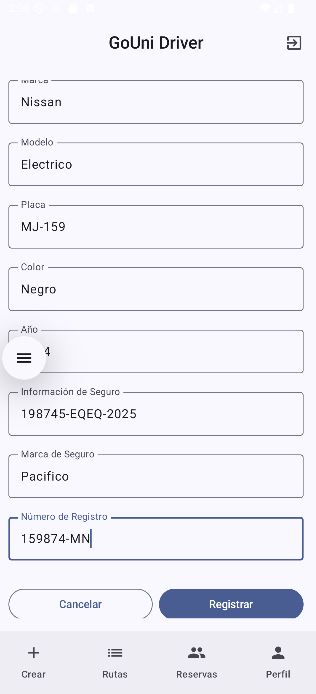 GoUni Driver
Marca
Nissan
Modelo
Electrico
Placa
MJ-159
Color
Negro
Año
4
Información de Seguro
198745-EQEQ-2025
Marca de Seguro
Pacifico
Número de Registro
159874-MN
Cancelar
Registrar
Crear
Rutas
Reservas
Perfil